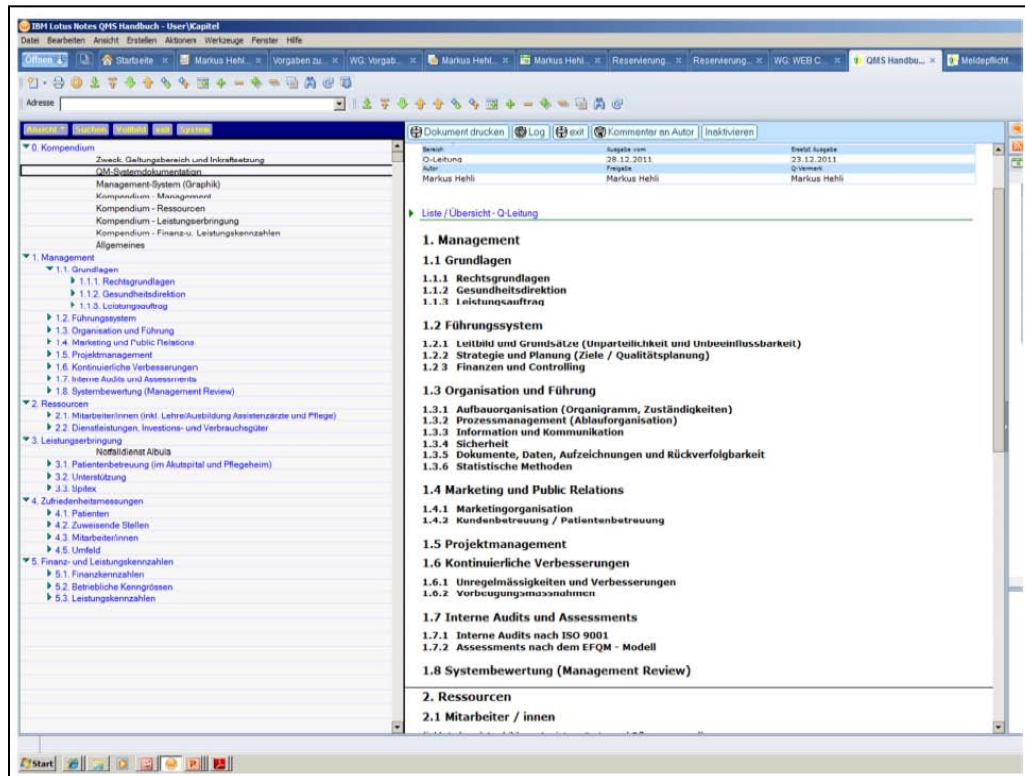 IBM Lotus Notes QMS Handbuch - User\Kapitel
Datei Bearbeiten Ansicht Erstellen Aktionen Werkzeuge Fenster Hilfe
Öffnen Startseite Markus Hehl... Vorgaben zu... WG: Vorgab... Markus Hehl... Markus Hehl... Reservierung... Reservierung... WG: WEB C... QMS Handbu... Meldepflicht
Adresse
Ansicht Suchen Vollbild exit System
0. Kompendium
Zweck, Geltungsbereich und Inkraftsetzung
QM-Systemdokumentation
Management-System (Graphik)
Kompendium - Management
Kompendium - Ressourcen
Kompendium - Leistungserbringung
Kompendium - Finanz-u. Leistungskennzahlen
Allgemeines
1. Management
1.1. Grundlagen
1.1.1. Rechtsgrundlagen
1.1.2. Gesundheitsdirektion
1.1.3. Leistungsauftrag
1.2. Führungssystem
1.3. Organisation und Führung
1.4. Marketing und Public Relations
1.5. Projektmanagement
1.6. Kontinuierliche Verbesserungen
1.7. Interne Audits und Assessments
1.8. Systembewertung (Management Review)
2. Ressourcen
2.1. Mitarbeiter/innen (inkl. Lehre/Ausbildung Assistenzärzte und Pflege)
2.2. Dienstleistungen, Investions- und Verbrauchsgüter
3. Leistungserbringung
Notfalldienst Albula
3.1. Patientenbetreuung (im Akutspital und Pflegeheim)
3.2. Unterstützung
3.3. Spitex
4. Zufriedenheitsmessungen
4.1. Patienten
4.2. Zuweisende Stellen
4.3. Mitarbeiter/innen
4.5. Umfeld
5. Finanz- und Leistungskennzahlen
5.1. Finanzkennzahlen
5.2. Betriebliche Kenngrössen
5.3. Leistungskennzahlen
Dokument drucken Log exit Kommentar an Autor Inaktivieren
Bereich Ausgabe vom Ersetzt Ausgabe
Q-Leitung 28.12.2011 23.12.2011
Autor Freigabe Q-Vermerk
Markus Hehli Markus Hehli Markus Hehli
Liste / Übersicht - Q-Leitung
1. Management
1.1 Grundlagen
1.1.1 Rechtsgrundlagen
1.1.2 Gesundheitsdirektion
1.1.3 Leistungsauftrag
1.2 Führungssystem
1.2.1 Leitbild und Grundsätze (Unparteilichkeit und Unbeeinflussbarkeit)
1.2.2 Strategie und Planung (Ziele / Qualitätsplanung)
1.2 3 Finanzen und Controlling
1.3 Organisation und Führung
1.3.1 Aufbauorganisation (Organigramm, Zuständigkeiten)
1.3.2 Prozessmanagement (Ablauforganisation)
1.3.3 Information und Kommunikation
1.3.4 Sicherheit
1.3.5 Dokumente, Daten, Aufzeichnungen und Rückverfolgbarkeit
1.3.6 Statistische Methoden
1.4 Marketing und Public Relations
1.4.1 Marketingorganisation
1.4.2 Kundenbetreuung / Patientenbetreuung
1.5 Projektmanagement
1.6 Kontinuierliche Verbesserungen
1.6.1 Unregelmässigkeiten und Verbesserungen
1.6.2 Vorbeugungsmassnahmen
1.7 Interne Audits und Assessments
1.7.1 Interne Audits nach ISO 9001
1.7.2 Assessments nach dem EFQM - Modell
1.8 Systembewertung (Management Review)
2. Ressourcen
2.1 Mitarbeiter / innen
Start